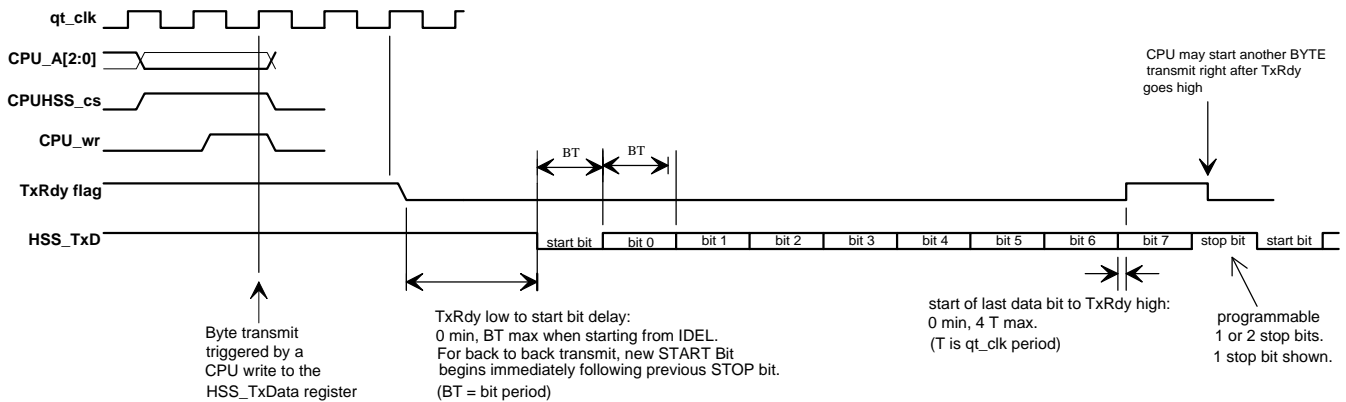 qt_clk
CPU_A[2:0]
CPUHSS_cs
CPU_wr
TxRdy flag
HSS_TxD
CPU may start another BYTE
transmit right after TxRdy
goes high
BT
BT
start bit
bit 0
bit 1
bit 2
bit 3
bit 4
bit 5
bit 6
bit 7
stop bit
start bit
Byte transmit
triggered by a
CPU write to the
HSS_TxData register
TxRdy low to start bit delay:
0 min, BT max when starting from IDEL.
For back to back transmit, new START Bit
begins immediately following previous STOP bit.
(BT = bit period)
start of last data bit to TxRdy high:
0 min, 4 T max.
(T is qt_clk period)
programmable
1 or 2 stop bits.
1 stop bit shown.